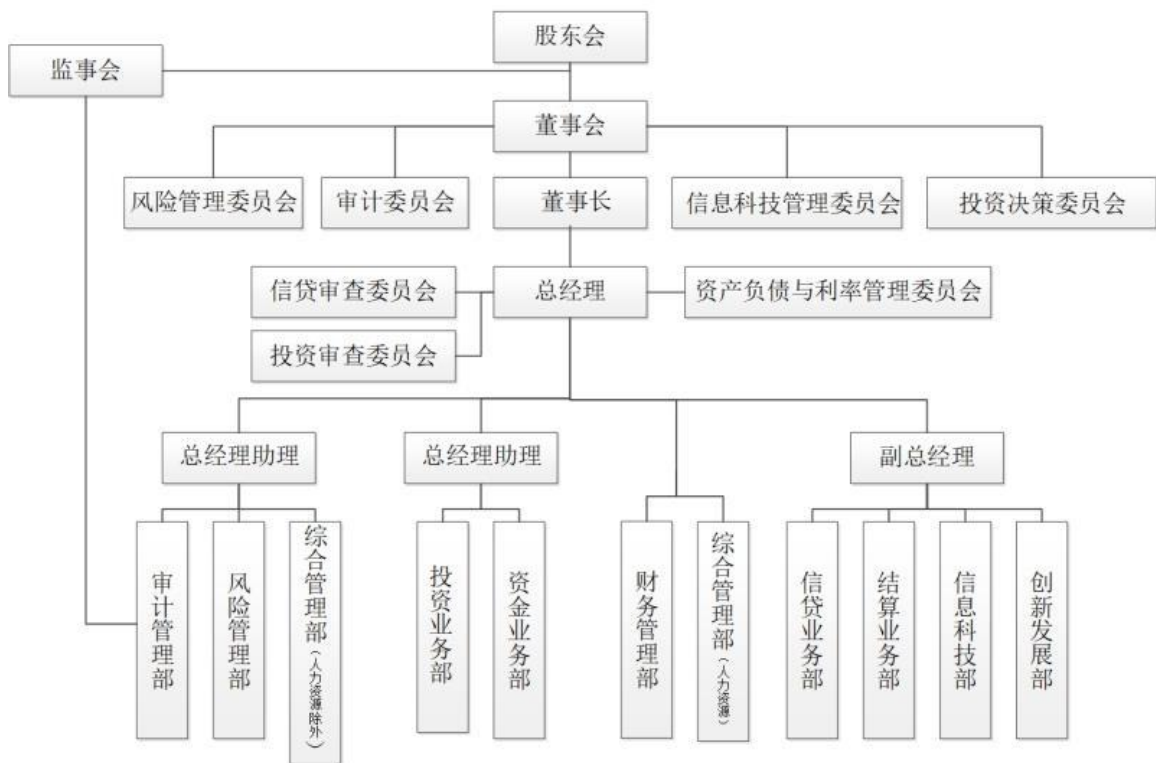 股东会
监事会
董事会
风险管理委员会
审计委员会
董事长
信息科技管理委员会
投资决策委员会
信贷审查委员会
总经理
资产负债与利率管理委员会
投资审查委员会
总经理助理
总经理助理
副总经理
审计管理部
风险管理部
综合管理部（人力资源除外）
投资业务部
资金业务部
财务管理部
综合管理部（人力资源）
信贷业务部
结算业务部
信息科技部
创新发展部